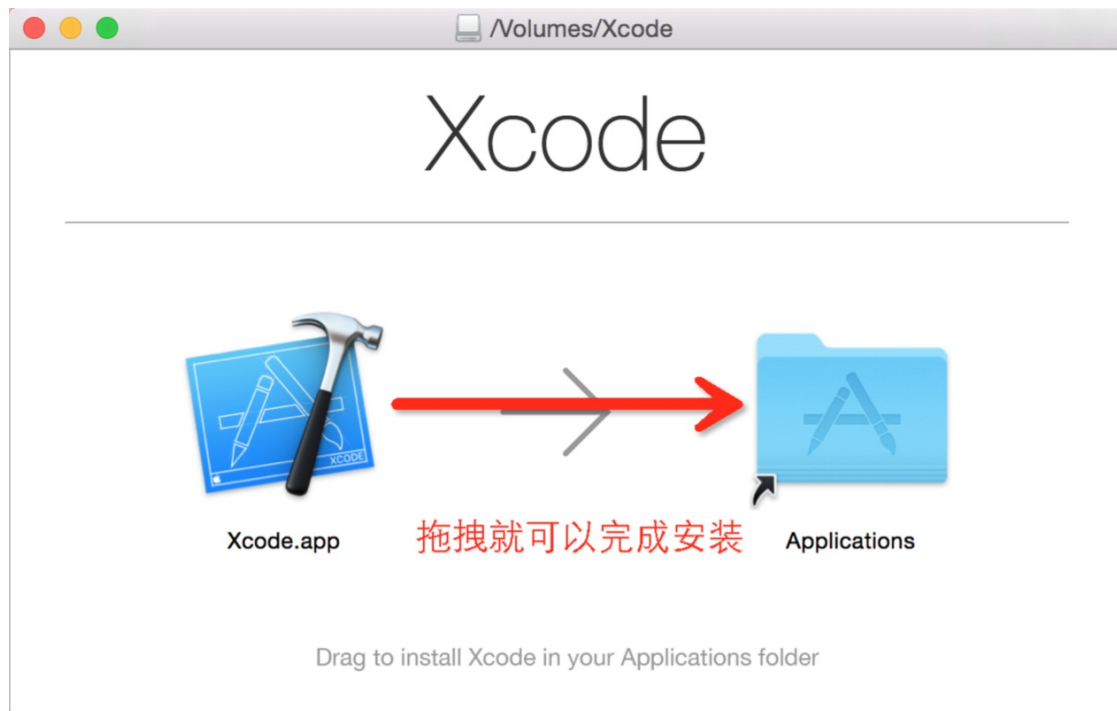 /Volumes/Xcode
Xcode
XCODE
Xcode.app
拖拽就可以完成安装
Applications
Drag to install Xcode in your Applications folder